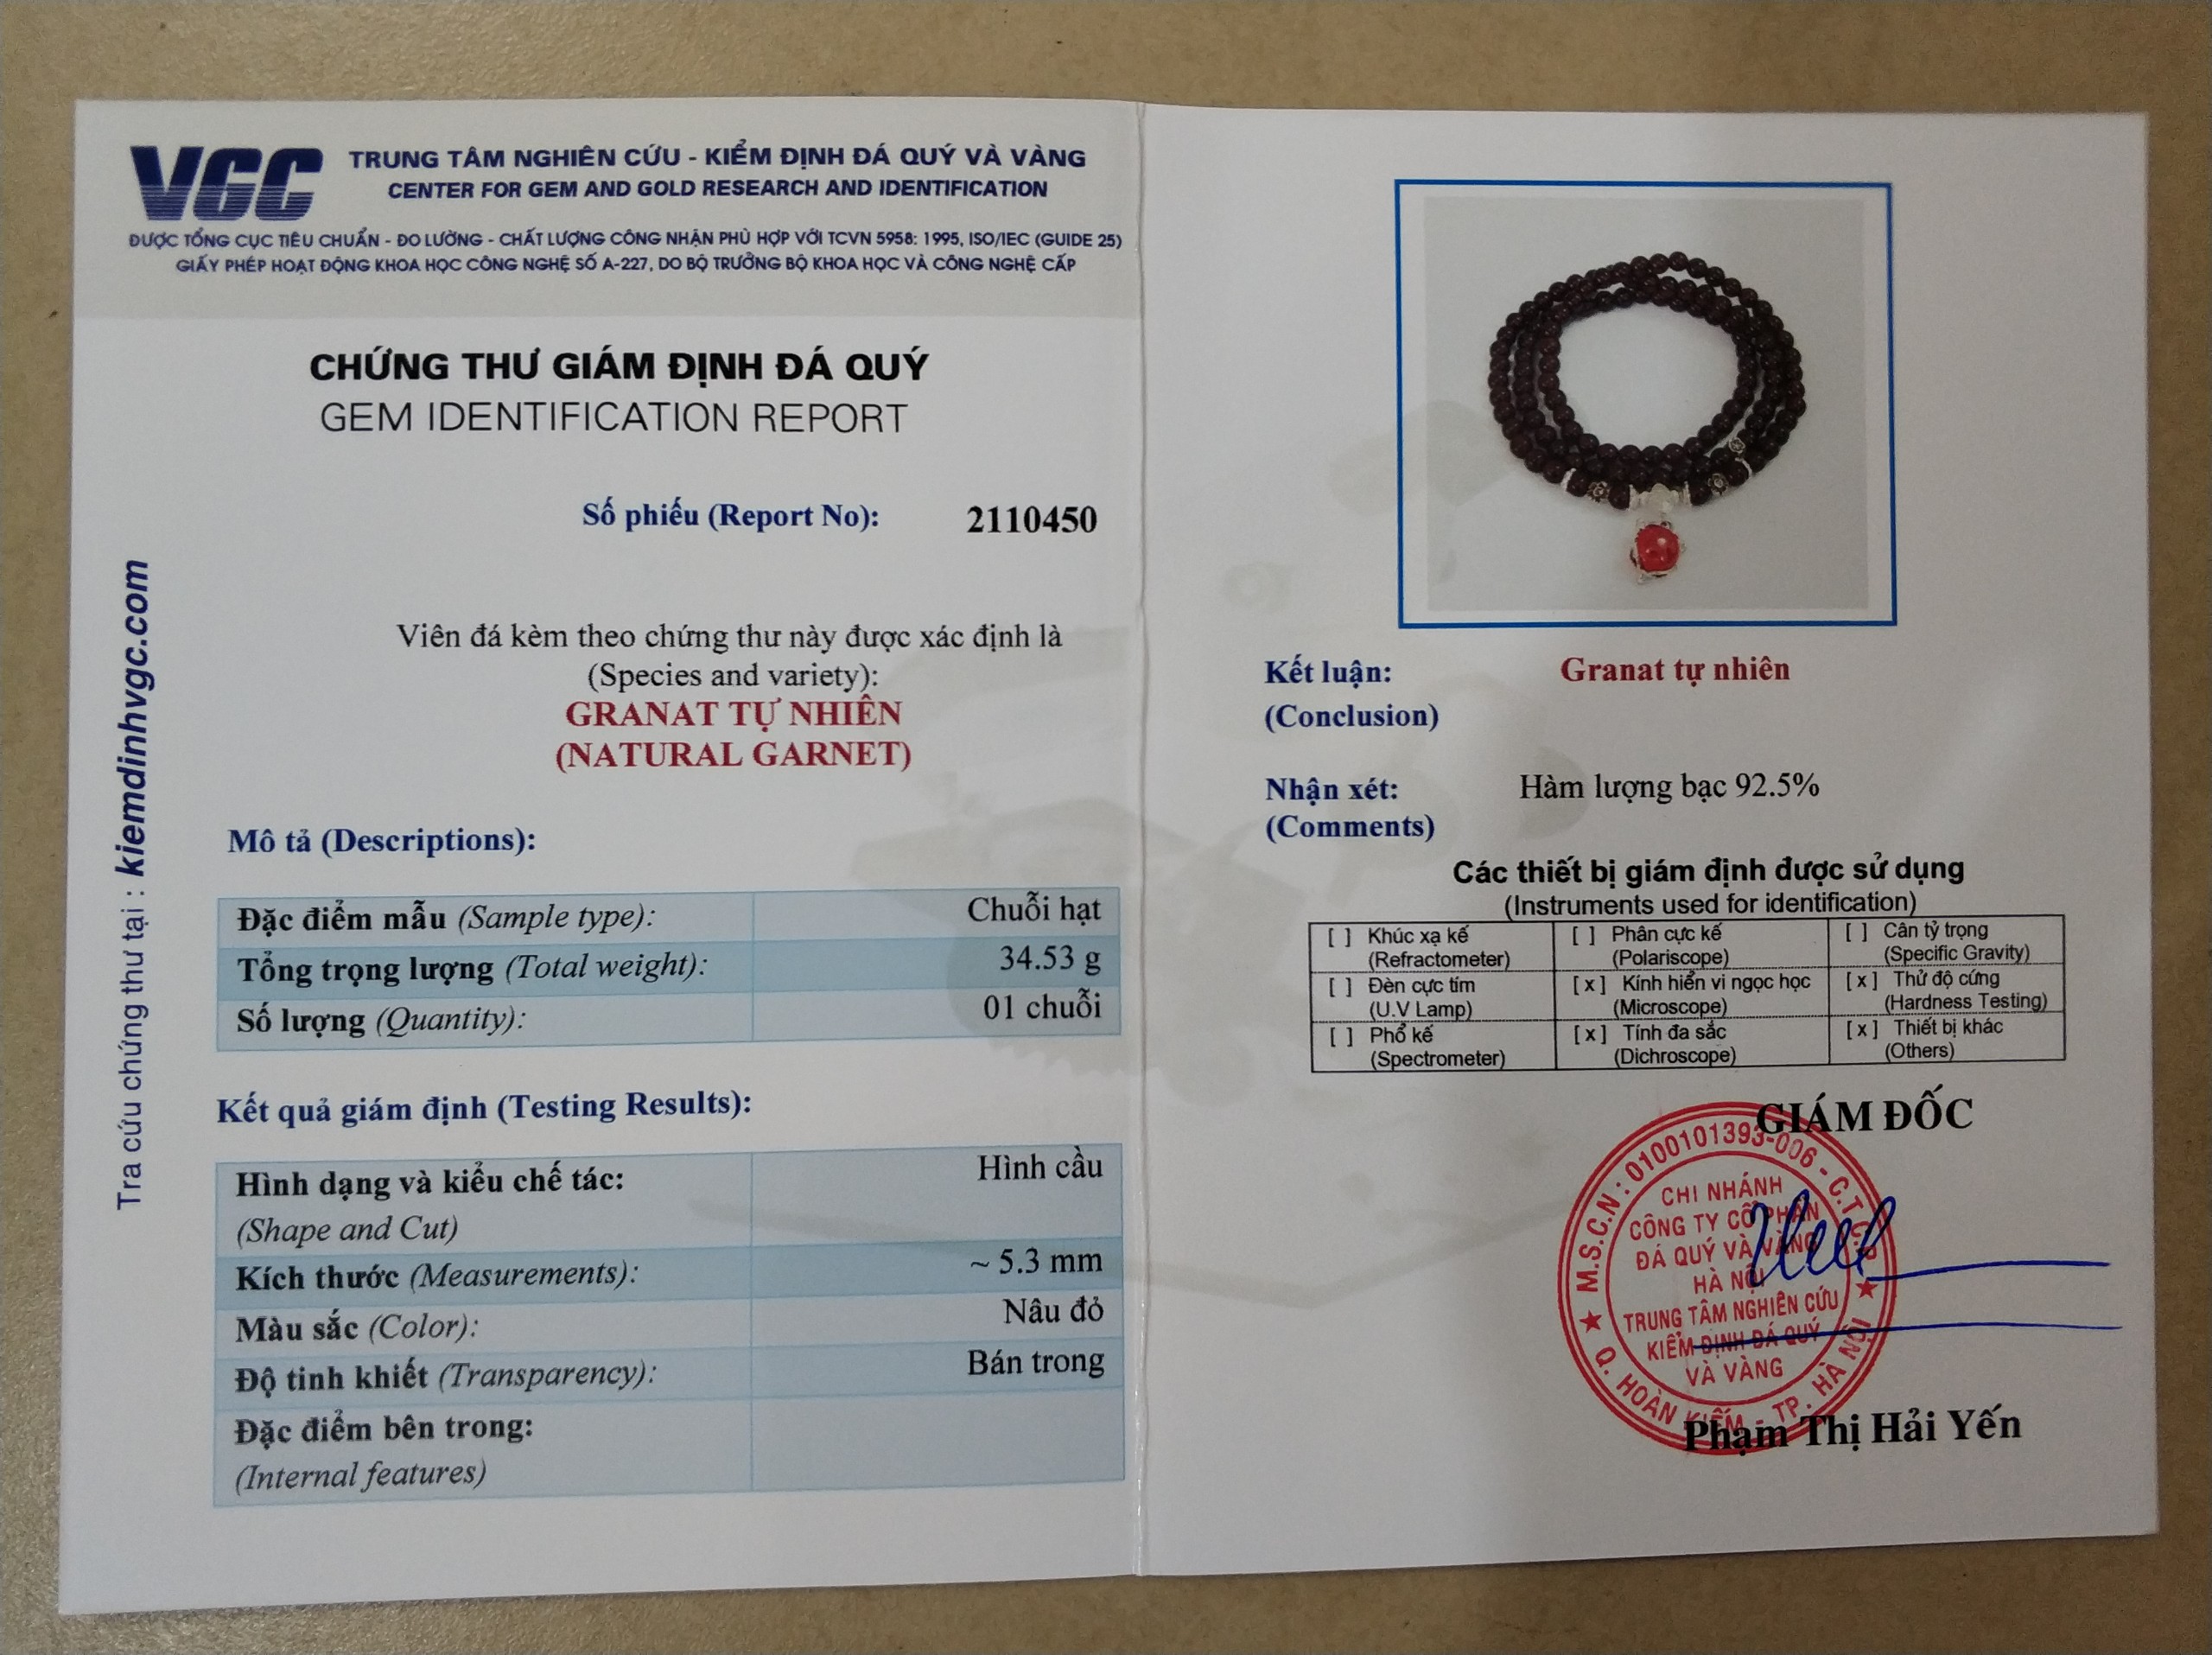 VGC
TRUNG TÂM NGHIÊN CỨU - KIỂM ĐỊNH ĐÁ QUÝ VÀ VÀNG
CENTER FOR GEM AND GOLD RESEARCH AND IDENTIFICATION
ĐƯỢC TỔNG CỤC TIÊU CHUẨN - ĐO LƯỜNG - CHẤT LƯỢNG CÔNG NHẬN PHÙ HỢP VỚI TCVN 5958: 1995, ISO/IEC (GUIDE 25)
GIẤY PHÉP HOẠT ĐỘNG KHOA HỌC CÔNG NGHỆ SỐ A-227, DO BỘ TRƯỞNG BỘ KHOA HỌC VÀ CÔNG NGHỆ CẤP
CHỨNG THƯ GIÁM ĐỊNH ĐÁ QUÝ
GEM IDENTIFICATION REPORT
Số phiếu (Report No): 2110450
Viên đá kèm theo chứng thư này được xác định là
(Species and variety):
GRANAT TỰ NHIÊN
(NATURAL GARNET)
Mô tả (Descriptions):
Đặc điểm mẫu (Sample type): Chuỗi hạt
Tổng trọng lượng (Total weight): 34.53 g
Số lượng (Quantity): 01 chuỗi
Kết quả giám định (Testing Results):
Hình dạng và kiểu chế tác: Hình cầu
(Shape and Cut)
Kích thước (Measurements): ~ 5.3 mm
Màu sắc (Color): Nâu đỏ
Độ tinh khiết (Transparency): Bán trong
Đặc điểm bên trong:
(Internal features)
Tra cứu chứng thư tại : kiemdinhvgc.com
Kết luận: Granat tự nhiên
(Conclusion)
Nhận xét: Hàm lượng bạc 92.5%
(Comments)
Các thiết bị giám định được sử dụng
(Instruments used for identification)
[ ] Khúc xạ kế [ ] Phân cực kế [ ] Cân tỷ trọng
(Refractometer) (Polariscope) (Specific Gravity)
[ ] Đèn cực tím [x] Kính hiển vi ngọc học [x] Thử độ cứng
(U.V Lamp) (Microscope) (Hardness Testing)
[ ] Phổ kế [x] Tính đa sắc [x] Thiết bị khác
(Spectrometer) (Dichroscope) (Others)
GIÁM ĐỐC
M.S.C.N : 0100101393-006 - C.T.C.P
CHI NHÁNH
CÔNG TY CỔ PHẦN
ĐÁ QUÝ VÀ VÀNG
HÀ NỘI
TRUNG TÂM NGHIÊN CỨU
KIỂM ĐỊNH ĐÁ QUÝ
VÀ VÀNG
Q. HOÀN KIẾM - TP. HÀ NỘI
Phạm Thị Hải Yến